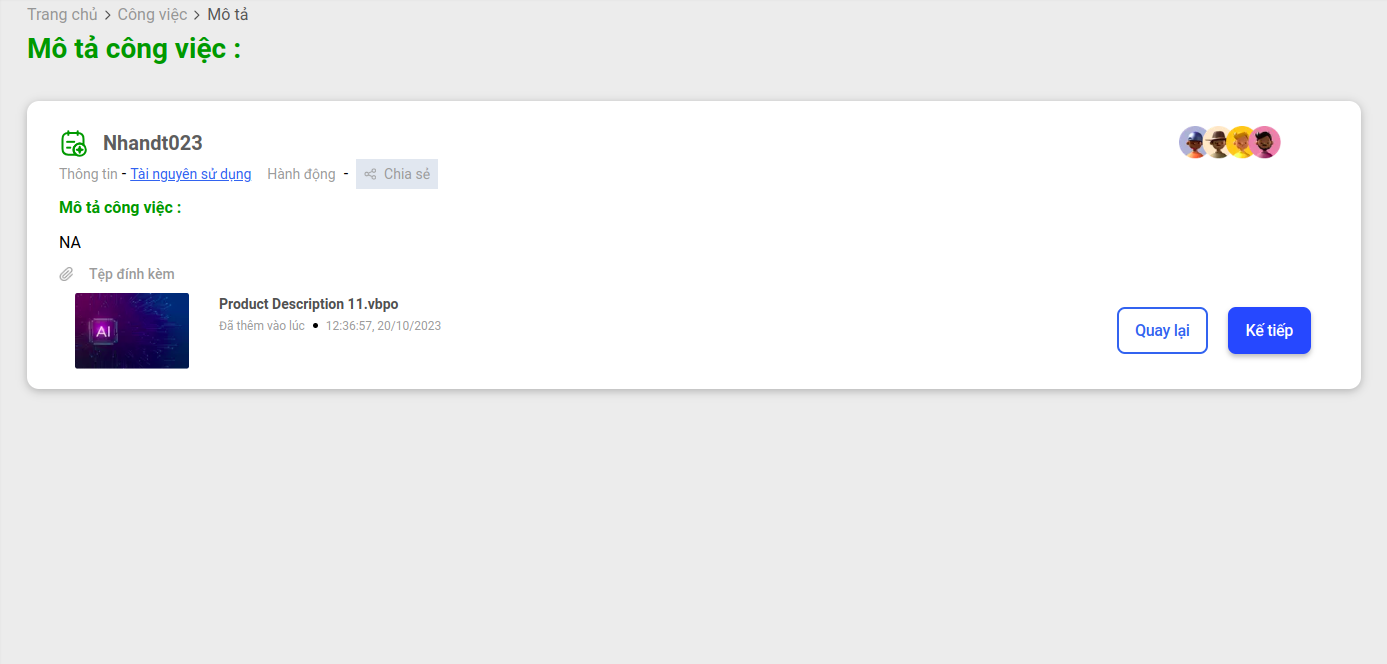 Trang chủ > Công việc > Mô tả
Mô tả công việc :
Nhandt023
Thông tin - Tài nguyên sử dụng Hành động - Chia sẻ
Mô tả công việc :
NA
Tệp đính kèm
AI
Product Description 11.vbpo
Đã thêm vào lúc • 12:36:57, 20/10/2023
Quay lại Kế tiếp